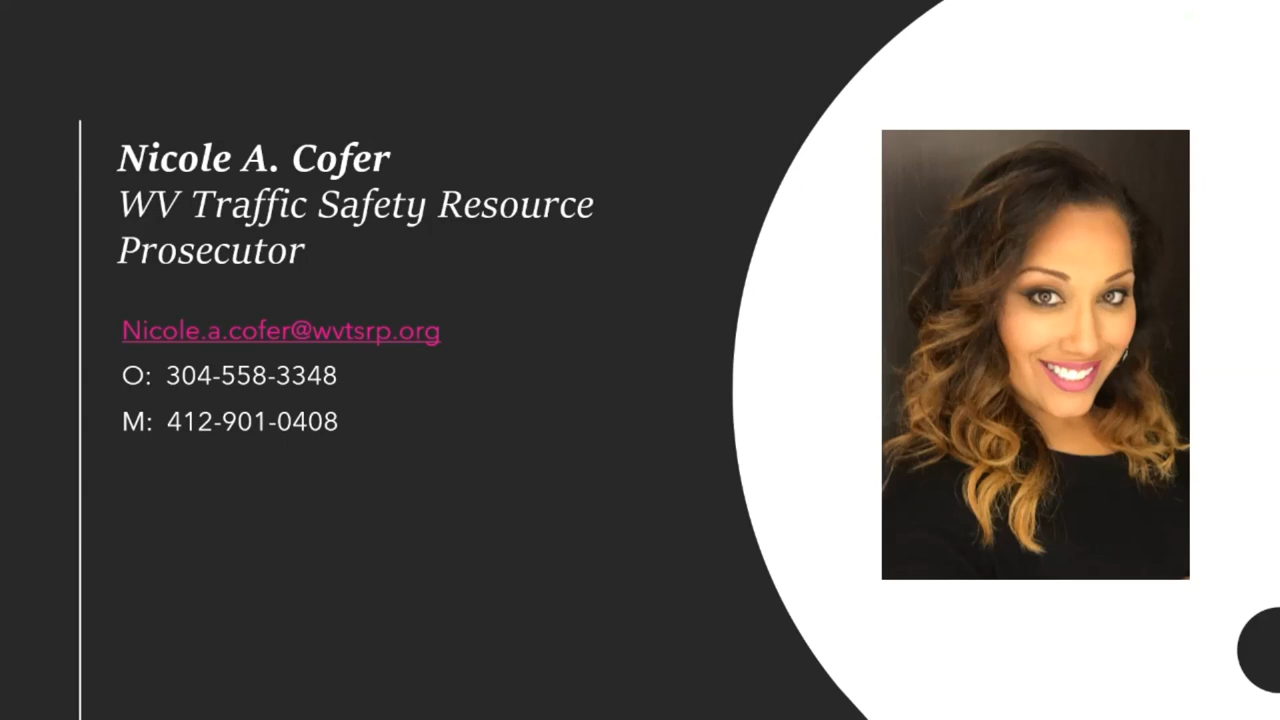 Nicole A. Cofer
WV Traffic Safety Resource
Prosecutor
Nicole.a.cofer@wvtsrp.org
O: 304-558-3348
M: 412-901-0408